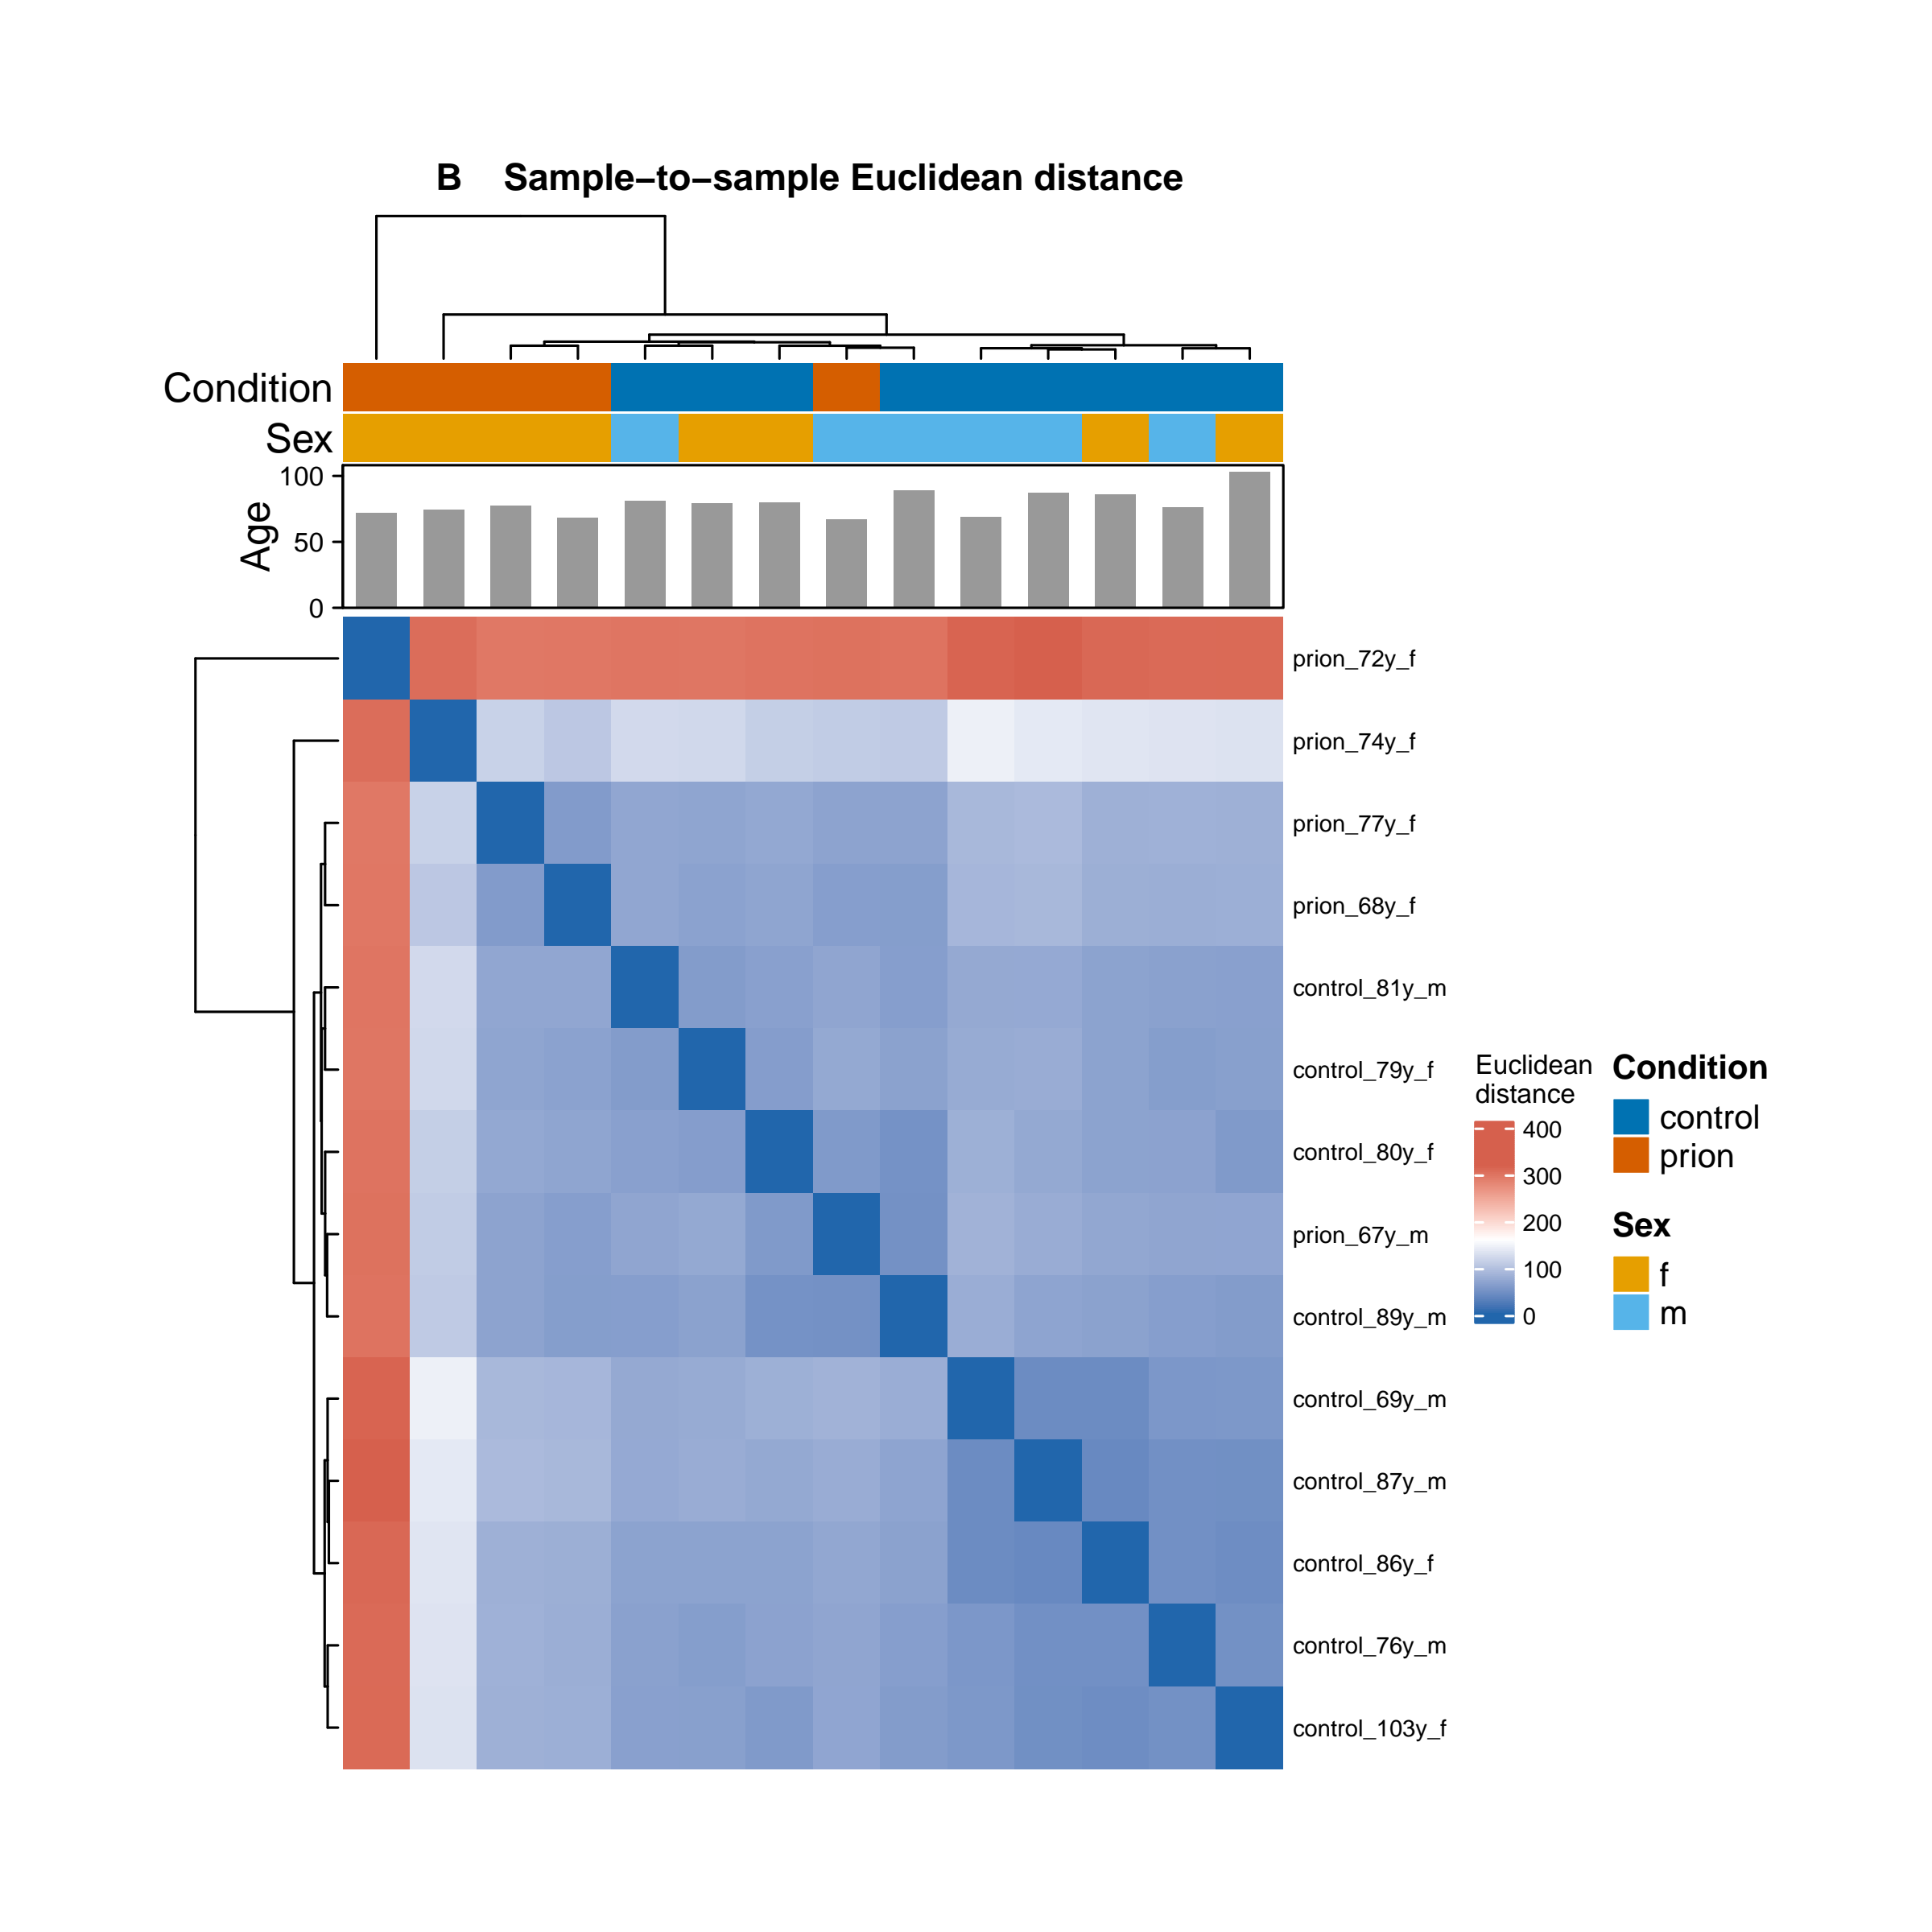 B Sample–to–sample Euclidean distance
Condition
Sex
Age
100
50
0
prion_72y_f
prion_74y_f
prion_77y_f
prion_68y_f
control_81y_m
control_79y_f
control_80y_f
prion_67y_m
control_89y_m
control_69y_m
control_87y_m
control_86y_f
control_76y_m
control_103y_f
Euclidean
distance
400
300
200
100
0
Condition
control
prion
Sex
f
m